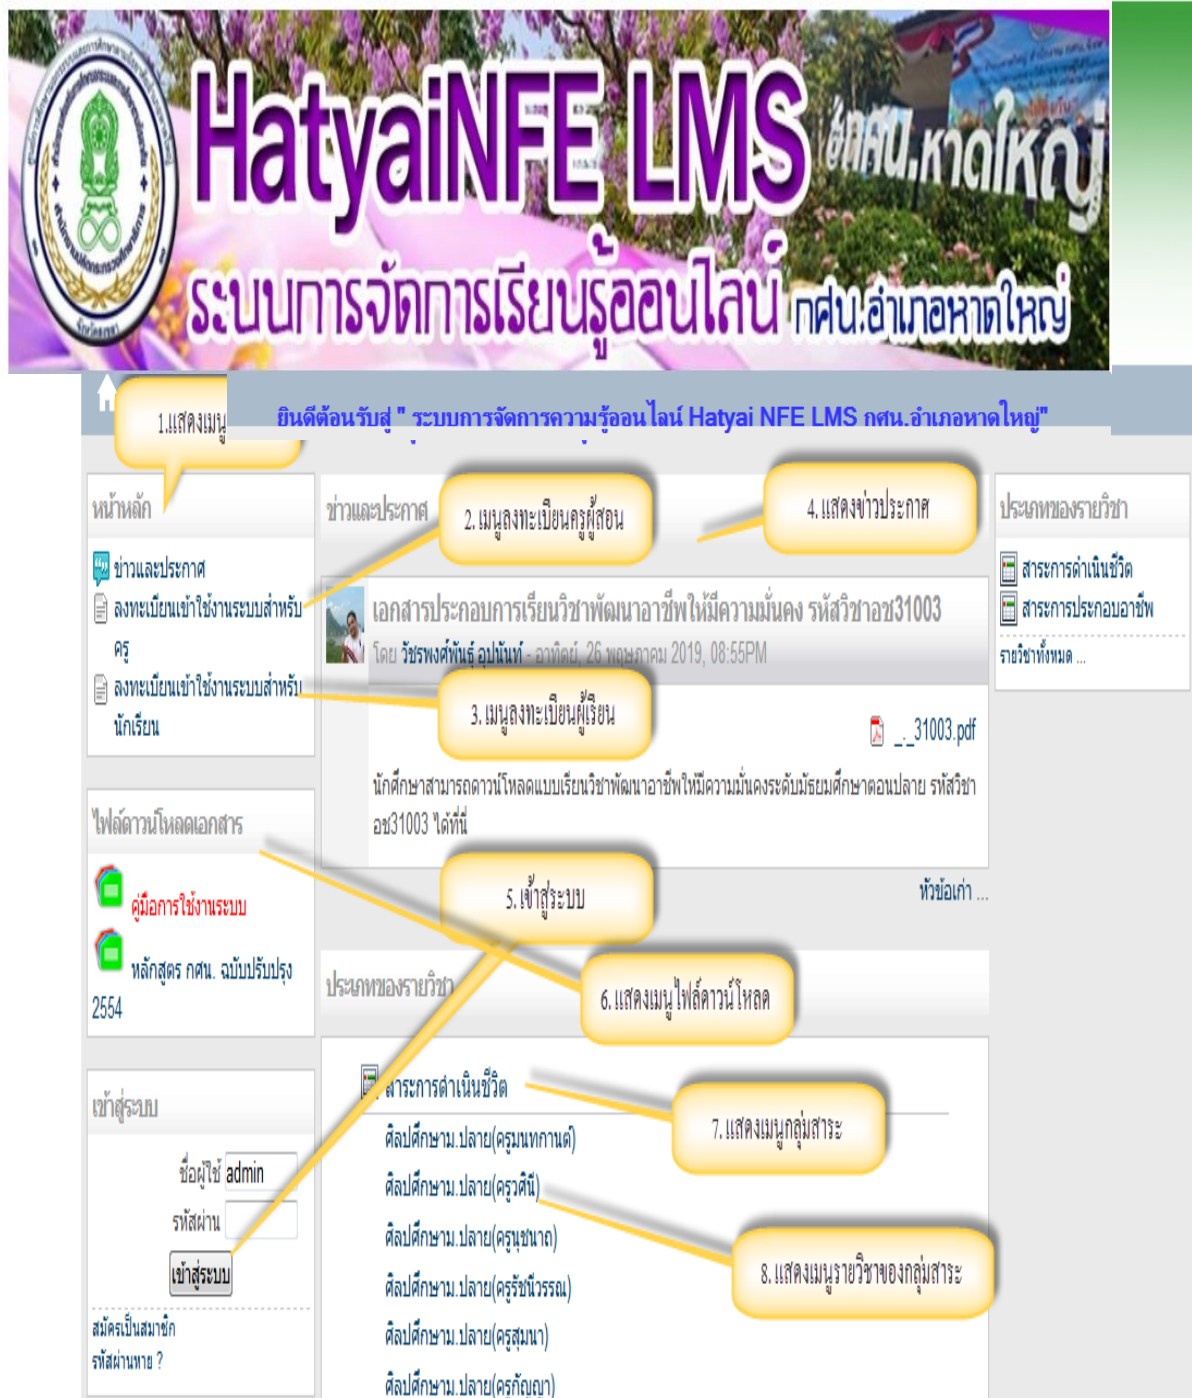 HatyaiNFE LMS
กศน.หาดใหญ่
ระบบการจัดการเรียนรู้ออนไลน์ กศน.อำเภอหาดใหญ่
1.แสดงเมนู
ยินดีต้อนรับสู่ " ระบบการจัดการความรู้ออนไลน์ Hatyai NFE LMS กศน.อำเภอหาดใหญ่"
หน้าหลัก
ข่าวและประกาศ
ลงทะเบียนเข้าใช้งานระบบสำหรับ
ครู
ลงทะเบียนเข้าใช้งานระบบสำหรับ
นักเรียน
ไฟล์ดาวน์โหลดเอกสาร
คู่มือการใช้งานระบบ
หลักสูตร กศน. ฉบับปรับปรุง
2554
เข้าสู่ระบบ
ชื่อผู้ใช้ admin
รหัสผ่าน
เข้าสู่ระบบ
สมัครเป็นสมาชิก
รหัสผ่านหาย ?
ข่าวและประกาศ
2. เมนูลงทะเบียนครูผู้สอน
4. แสดงข่าวประกาศ
เอกสารประกอบการเรียนวิชาพัฒนาอาชีพให้มีความมั่นคง รหัสวิชาอช31003
โดย วัชรพงศ์พันธุ์ อุปนันท์ - อาทิตย์, 26 พฤษภาคม 2019, 08:55PM
3. เมนูลงทะเบียนผู้เรียน
_._31003.pdf
นักศึกษาสามารถดาวน์โหลดแบบเรียนวิชาพัฒนาอาชีพให้มีความมั่นคงระดับมัธยมศึกษาตอนปลาย รหัสวิชา
อช31003 ได้ที่นี่
5. เข้าสู่ระบบ
หัวข้อเก่า ...
ประเภทของรายวิชา
6. แสดงเมนูไฟล์ดาวน์โหลด
สาระการดำเนินชีวิต
7. แสดงเมนูกลุ่มสาระ
ศิลปศึกษาม.ปลาย(ครูมนทกานต์)
ศิลปศึกษาม.ปลาย(ครูวศินี)
ศิลปศึกษาม.ปลาย(ครูนุชนาถ)
8. แสดงเมนูรายวิชาของกลุ่มสาระ
ศิลปศึกษาม.ปลาย(ครูรัชนีวรรณ)
ศิลปศึกษาม.ปลาย(ครูสุมนา)
ศิลปศึกษาม.ปลาย(ครูกัญญา)
ประเภทของรายวิชา
สาระการดำเนินชีวิต
สาระการประกอบอาชีพ
รายวิชาทั้งหมด ...